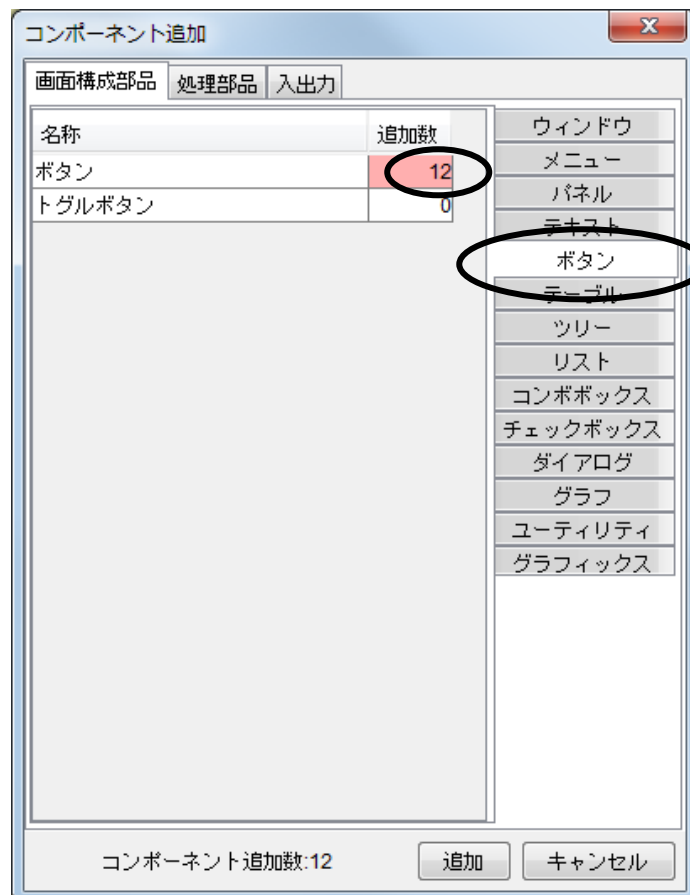 コンポーネント追加
画面構成部品 処理部品 入出力
名称 追加数
ボタン 12
トグルボタン 0
ウィンドウ
メニュー
パネル
テキスト
ボタン
テーブル
ツリー
リスト
コンボボックス
チェックボックス
ダイアログ
グラフ
ユーティリティ
グラフィックス
コンポーネント追加数:12 追加 キャンセル